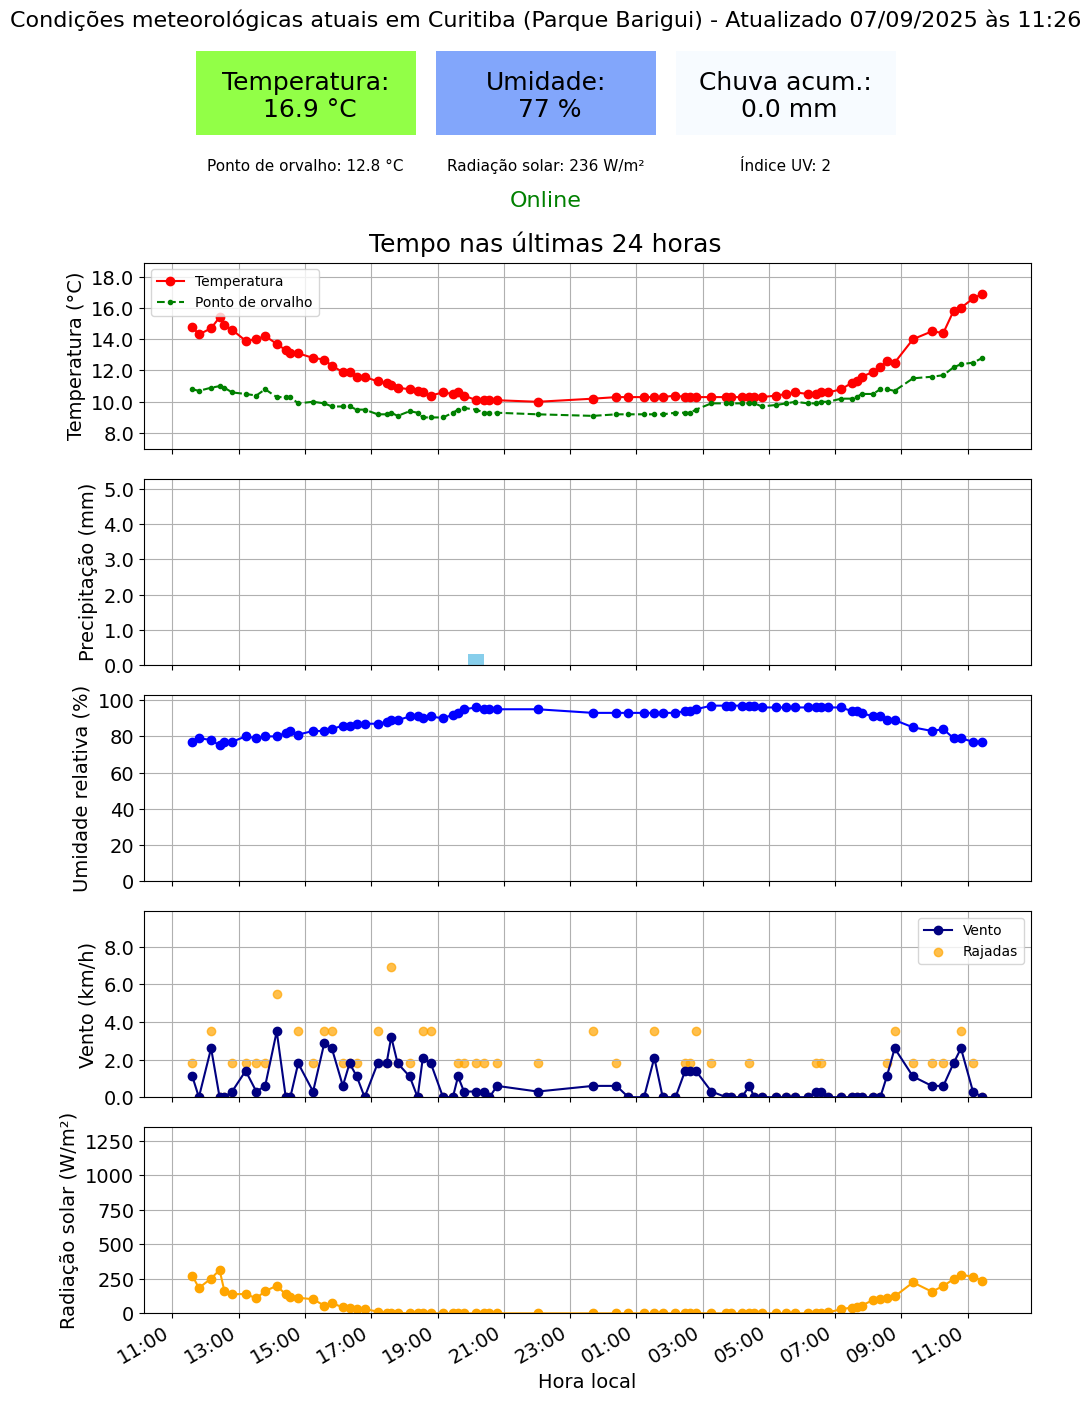 Condições meteorológicas atuais em Curitiba (Parque Barigui) - Atualizado 07/09/2025 às 11:26
Temperatura:
16.9 °C
Umidade:
77 %
Chuva acum.:
0.0 mm
Ponto de orvalho: 12.8 °C
Radiação solar: 236 W/m²
Índice UV: 2
Online
Tempo nas últimas 24 horas
Temperatura (°C)
18.0
16.0
14.0
12.0
10.0
8.0
Temperatura
Ponto de orvalho
Precipitação (mm)
5.0
4.0
3.0
2.0
1.0
0.0
Umidade relativa (%)
100
80
60
40
20
0
Vento (km/h)
8.0
6.0
4.0
2.0
0.0
Vento
Rajadas
Radiação solar (W/m²)
1250
1000
750
500
250
0
11:00
13:00
15:00
17:00
19:00
21:00
23:00
01:00
03:00
05:00
07:00
09:00
11:00
Hora local